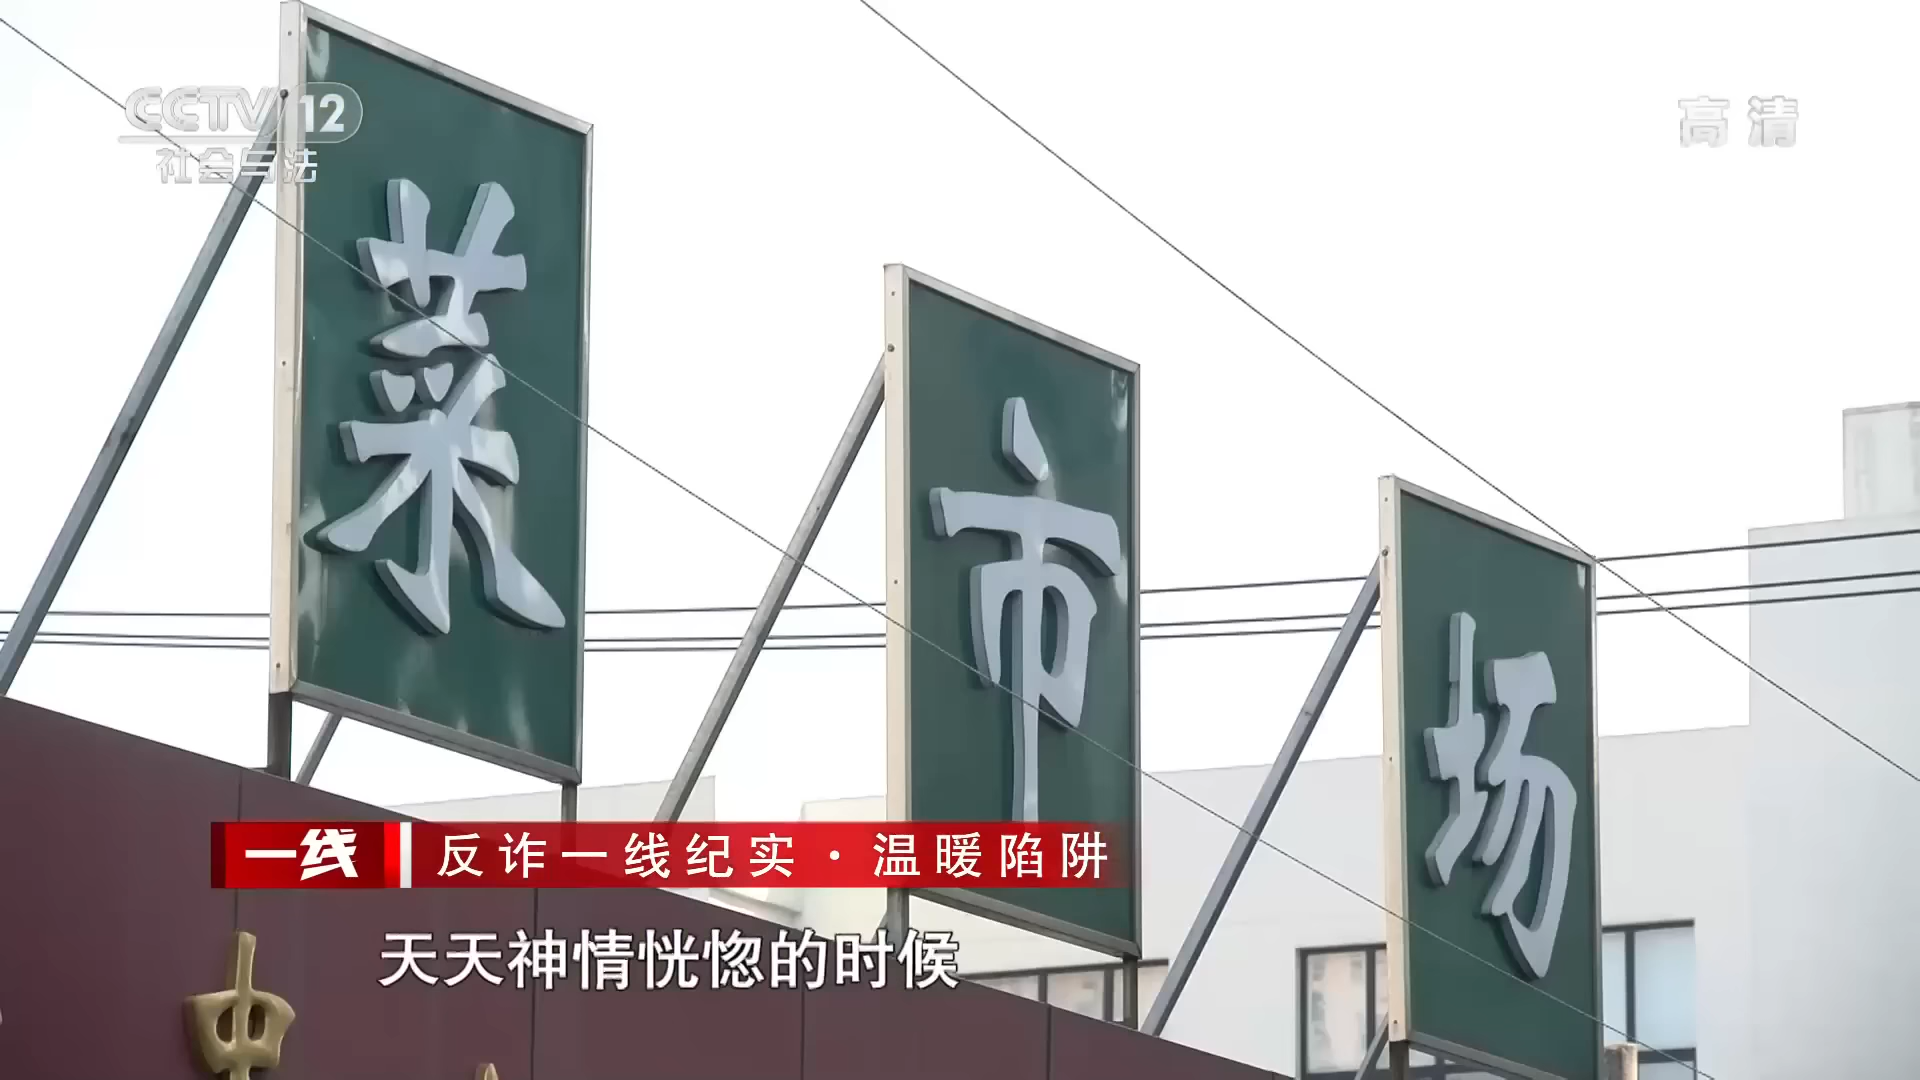 CCTV 12
社会与法
高清
菜
市
场
一线 反诈一线纪实·温暖陷阱
天天神情恍惚的时候
中